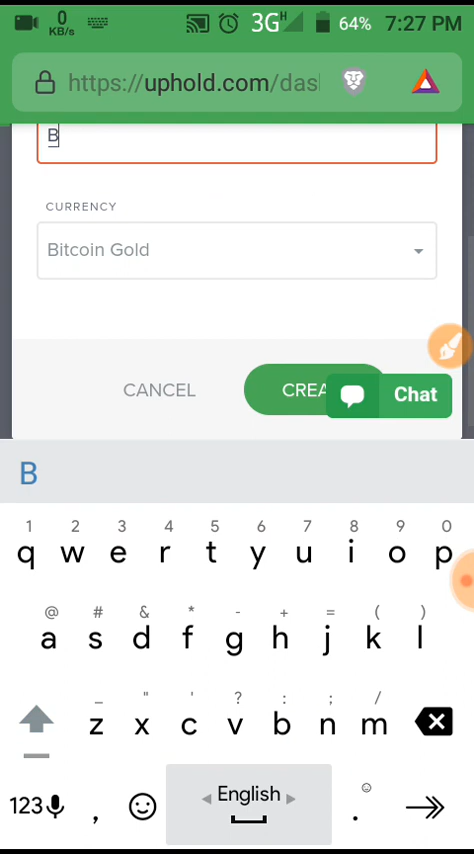 0
KB/s
3G H
64%
7:27 PM
https://uphold.com/das
B
CURRENCY
Bitcoin Gold
CANCEL
CREA
Chat
B
1 2 3 4 5 6 7 8 9 0
q w e r t y u i o p
@ # & * - + = ( )
a s d f g h j k l
_ " ' ? : ; /
z x c v b n m
123 , English .